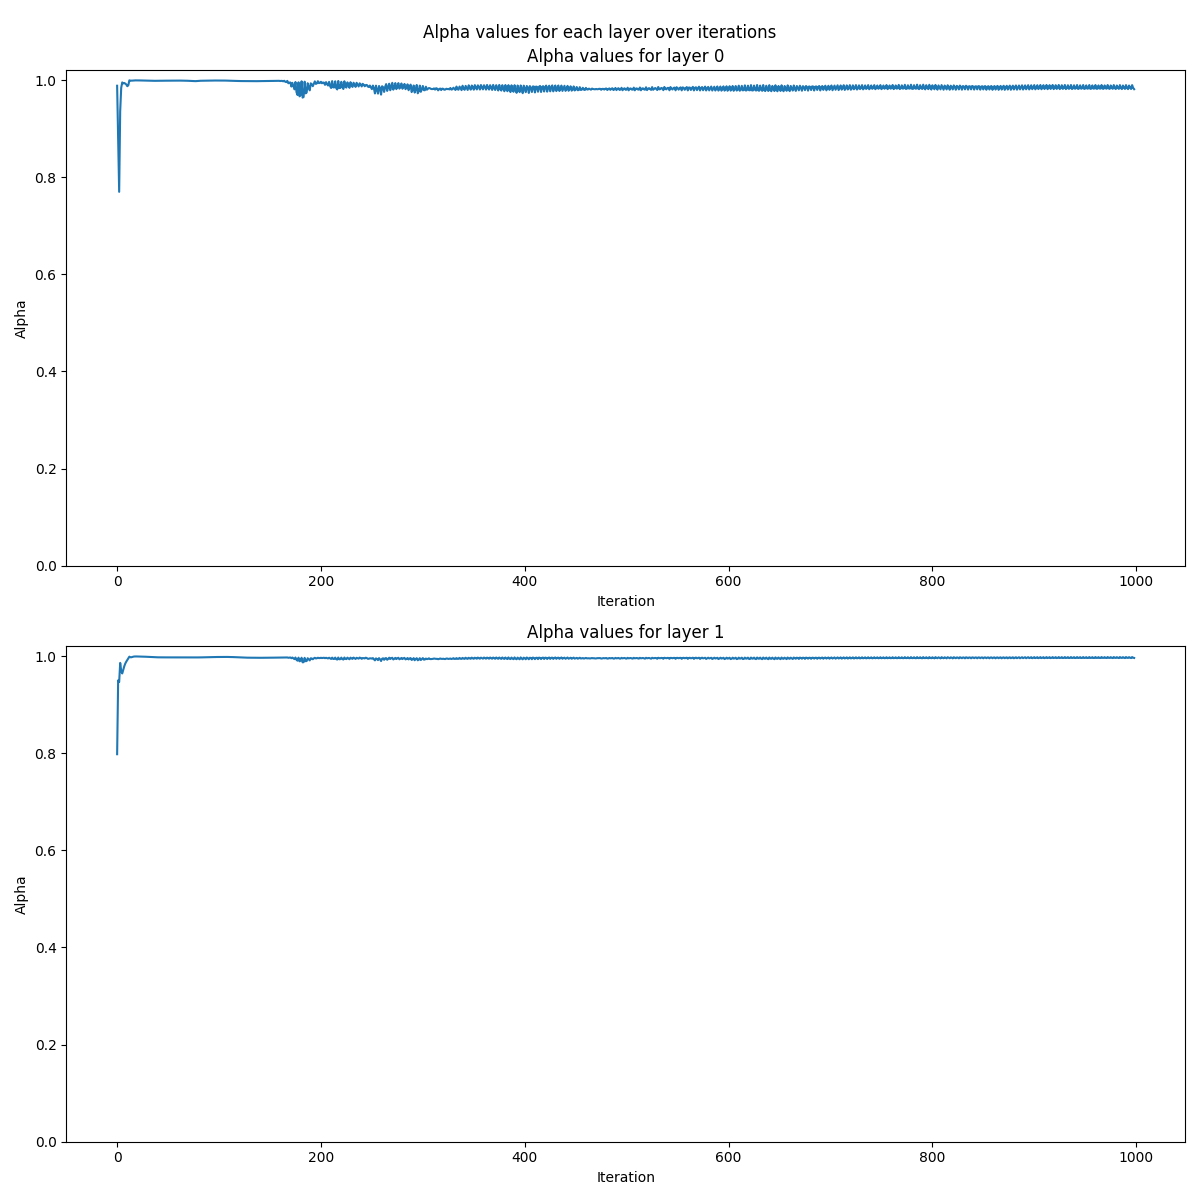 Alpha values for each layer over iterations
Alpha values for layer 0
1.0
0.8
0.6
0.4
0.2
0.0
Alpha
0 200 400 600 800 1000
Iteration
Alpha values for layer 1
1.0
0.8
0.6
0.4
0.2
0.0
Alpha
0 200 400 600 800 1000
Iteration